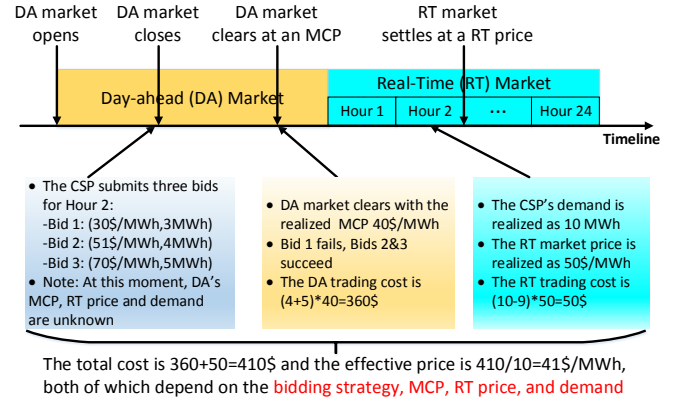 DA market opens
DA market closes
DA market clears at an MCP
RT market settles at a RT price
Day-ahead (DA) Market
Real-Time (RT) Market
Hour 1
Hour 2
...
Hour 24
Timeline
• The CSP submits three bids
for Hour 2:
-Bid 1: (30$/MWh,3MWh)
-Bid 2: (51$/MWh,4MWh)
-Bid 3: (70$/MWh,5MWh)
• Note: At this moment, DA's
MCP, RT price and demand
are unknown
• DA market clears with the
realized MCP 40$/MWh
• Bid 1 fails, Bids 2&3
succeed
• The DA trading cost is
(4+5)*40=360$
• The CSP's demand is
realized as 10 MWh
• The RT market price is
realized as 50$/MWh
• The RT trading cost is
(10-9)*50=50$
The total cost is 360+50=410$ and the effective price is 410/10=41$/MWh,
both of which depend on the bidding strategy, MCP, RT price, and demand